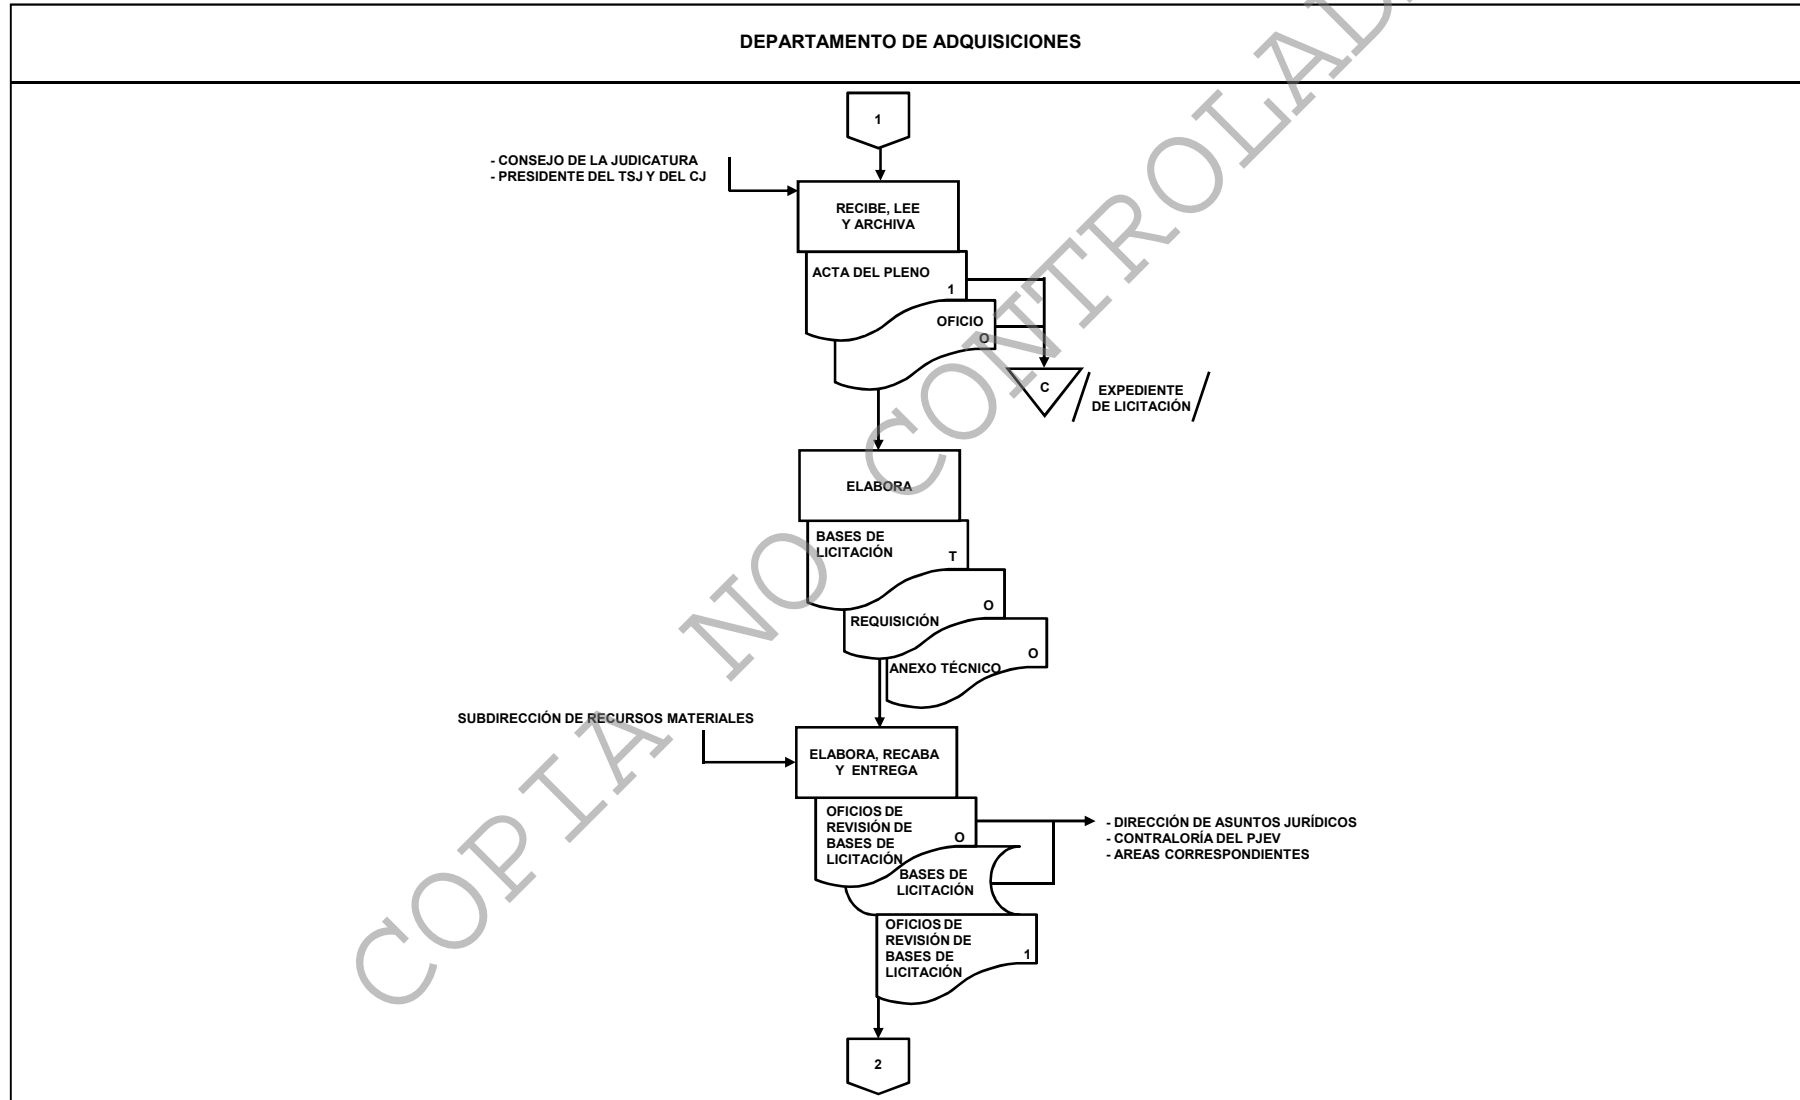 DEPARTAMENTO DE ADQUISICIONES
1
- CONSEJO DE LA JUDICATURA
- PRESIDENTE DEL TSJ Y DEL CJ
RECIBE, LEE
Y ARCHIVA
ACTA DEL PLENO
1
OFICIO
O
C
EXPEDIENTE
DE LICITACIÓN
ELABORA
BASES DE
LICITACIÓN
T
O
REQUISICIÓN
O
ANEXO TÉCNICO
SUBDIRECCIÓN DE RECURSOS MATERIALES
ELABORA, RECABA
Y ENTREGA
OFICIOS DE
REVISIÓN DE
BASES DE
LICITACIÓN
O
- DIRECCIÓN DE ASUNTOS JURÍDICOS
- CONTRALORÍA DEL PJEV
- AREAS CORRESPONDIENTES
BASES DE
LICITACIÓN
OFICIOS DE
REVISIÓN DE
BASES DE
LICITACIÓN
1
2
COPIA NO CONTROLAD